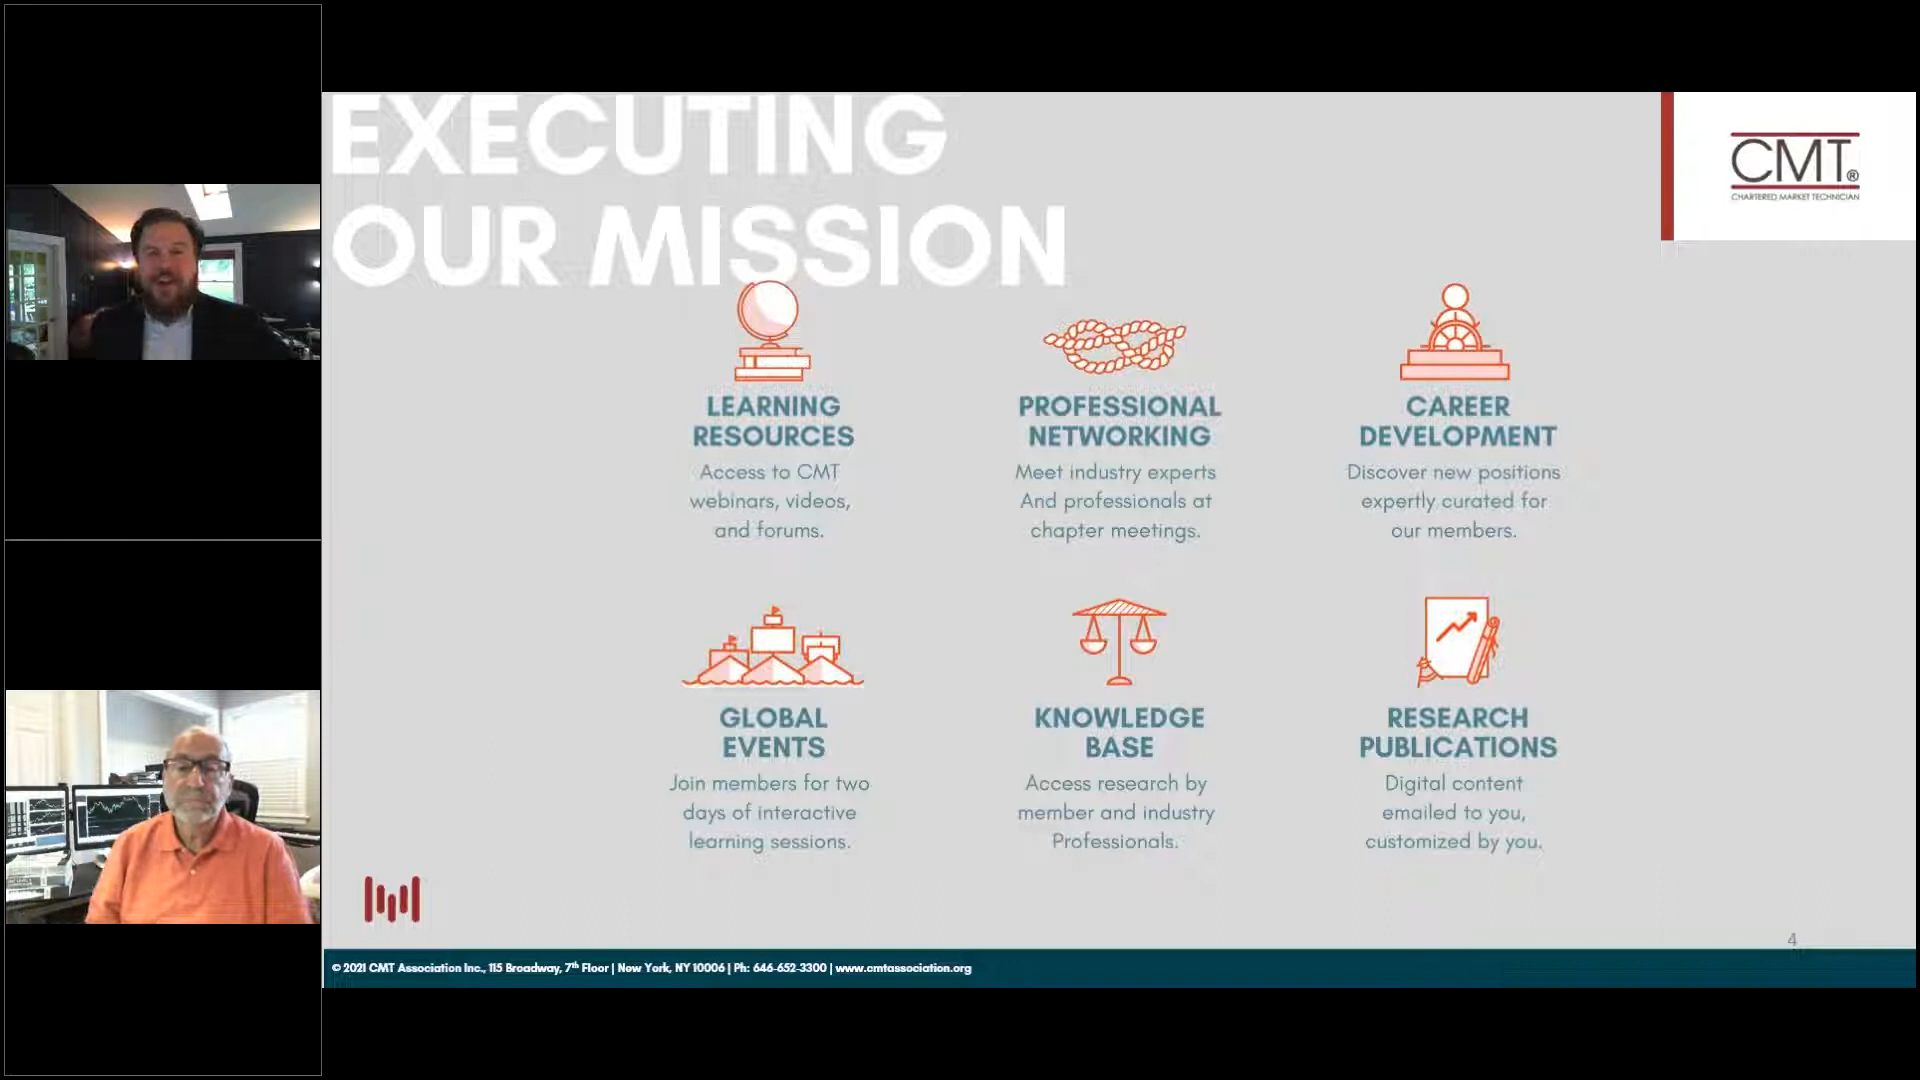 EXECUTING
OUR MISSION
CMT®
CHARTERED MARKET TECHNICIAN
LEARNING
RESOURCES
Access to CMT
webinars, videos,
and forums.
PROFESSIONAL
NETWORKING
Meet industry experts
And professionals at
chapter meetings.
CAREER
DEVELOPMENT
Discover new positions
expertly curated for
our members.
GLOBAL
EVENTS
Join members for two
days of interactive
learning sessions.
KNOWLEDGE
BASE
Access research by
member and industry
Professionals.
RESEARCH
PUBLICATIONS
Digital content
emailed to you,
customized by you.
4
© 2021 CMT Association Inc., 115 Broadway, 7th Floor | New York, NY 10006 | Ph: 646-652-3300 | www.cmtassociation.org